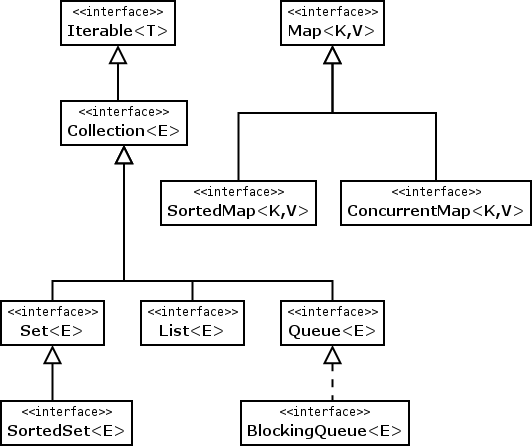 <<interface>>
Iterable<T>
<<interface>>
Map<K,V>
<<interface>>
Collection<E>
<<interface>>
SortedMap<K,V>
<<interface>>
ConcurrentMap<K,V>
<<interface>>
Set<E>
<<interface>>
List<E>
<<interface>>
Queue<E>
<<interface>>
SortedSet<E>
<<interface>>
BlockingQueue<E>